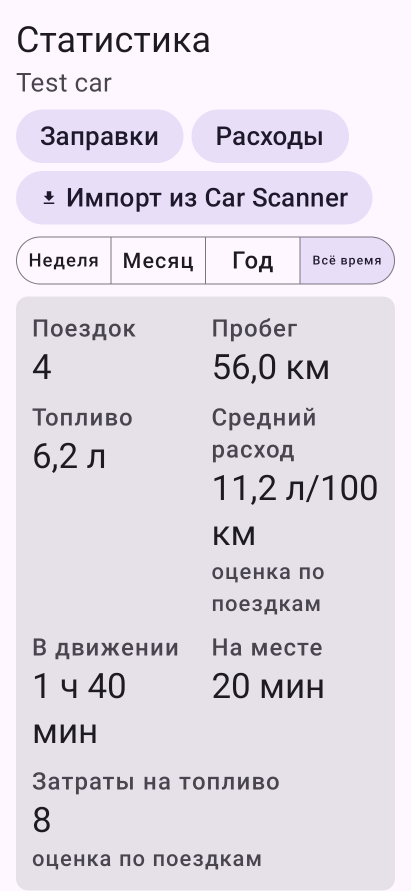 Статистика
Test car
Заправки Расходы
Импорт из Car Scanner
Неделя Месяц Год Всё время
Поездок Пробег
4 56,0 км
Топливо Средний
расход
6,2 л
11,2 л/100
км
оценка по
поездкам
В движении На месте
1 ч 40 20 мин
мин
Затраты на топливо
8
оценка по поездкам